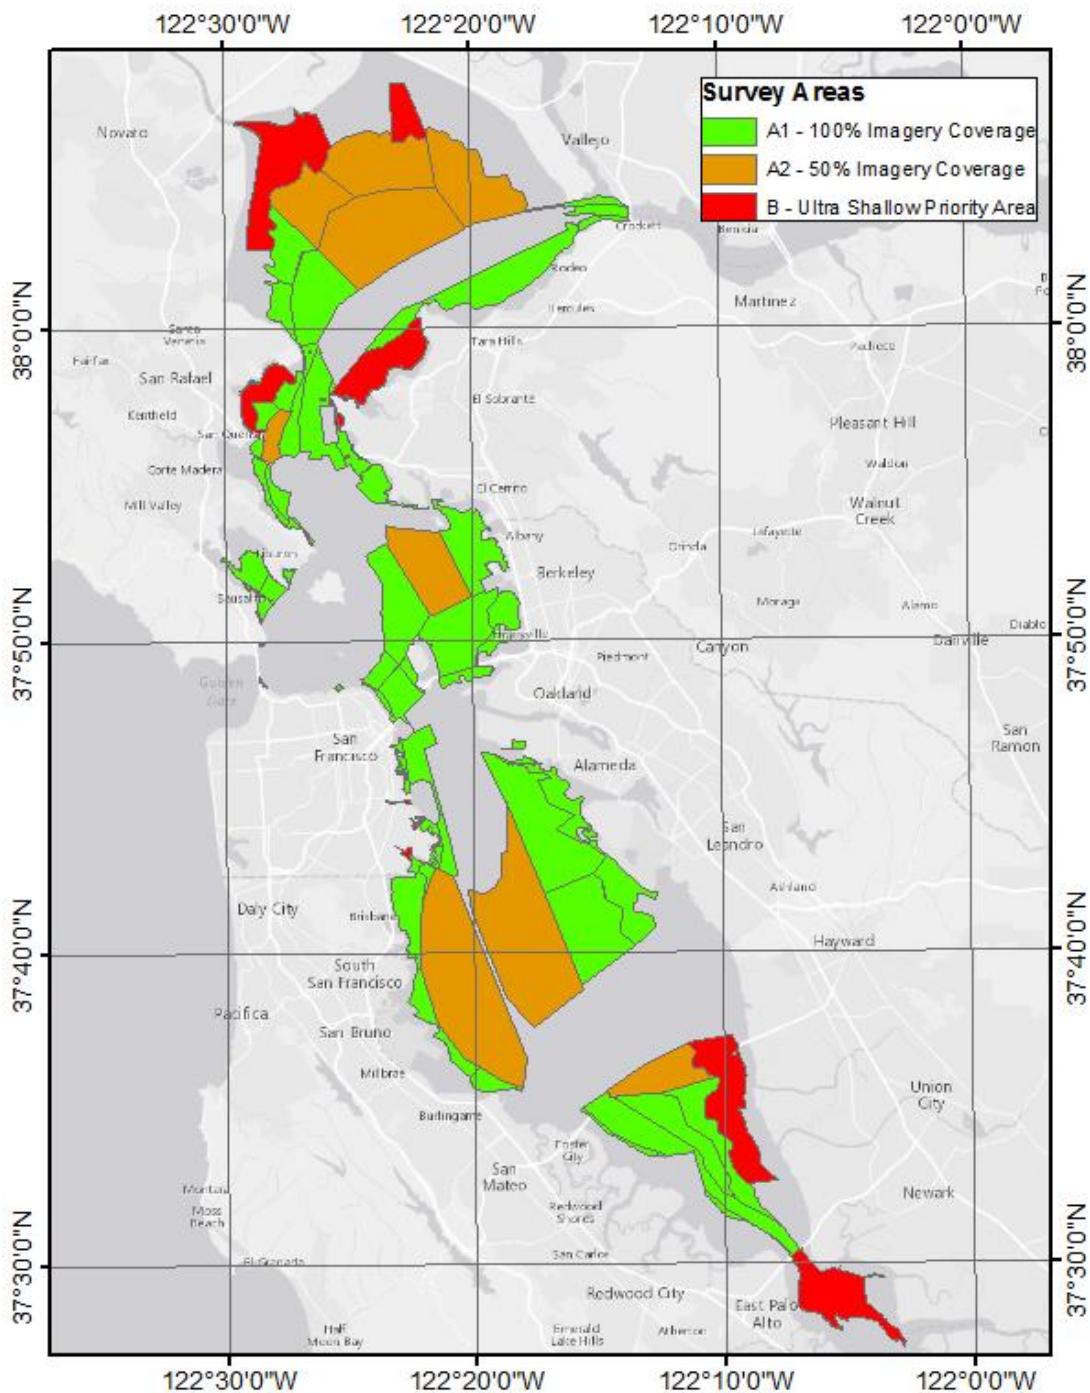 122°30'0"W 122°20'0"W 122°10'0"W 122°0'0"W
Survey Areas
A1 - 100% Imagery Coverage
A2 - 50% Imagery Coverage
B - Ultra Shallow Priority Area
Novato
Vallejo
Crockett
Benicia
Rodeo
Hercules
Martinez
38°0'0"N
38°0'0"N
Santa
Venetia
Tara Hills
Pacheco
Fairfax
San Rafael
El Sobrante
Kentfield
Pleasant Hill
San Quentin
Corte Madera
Waldon
El Cerrito
Mill Valley
Walnut
Creek
Albany
Lafayette
Orinda
Tiburon
Berkeley
Sausalito
Moraga
Alamo
Diablo
37°50'0"N
37°50'0"N
Emeryville
Danville
Canyon
Piedmont
Golden
Gate
Oakland
San
Francisco
San
Ramon
Alameda
San
Leandro
Ashland
Daly City
Brisbane
Hayward
37°40'0"N
37°40'0"N
South
San Francisco
Pacifica
San Bruno
Millbrae
Union
City
Burlingame
Foster
City
San
Mateo
Montara
Newark
Moss
Beach
Redwood
Shores
San Carlos
El Granada
37°30'0"N
37°30'0"N
Redwood City
East Palo
Alto
Half
Moon Bay
Emerald
Lake Hills
Atherton
122°30'0"W 122°20'0"W 122°10'0"W 122°0'0"W